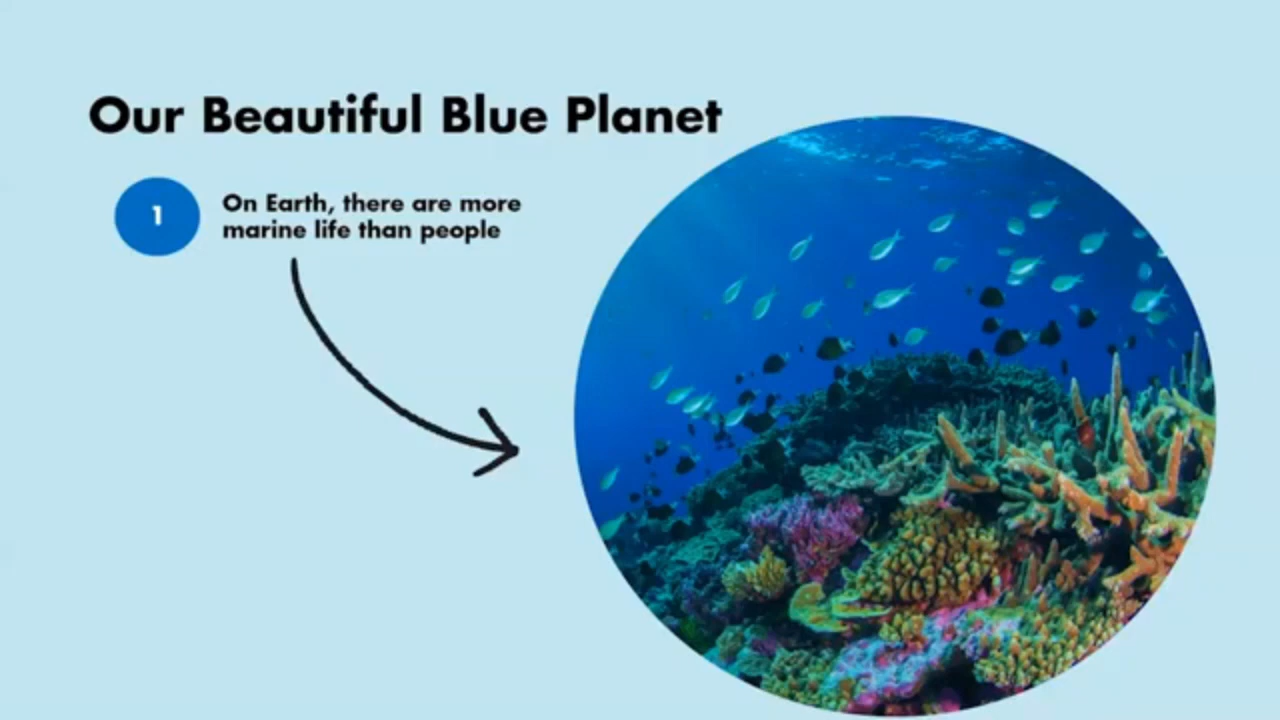 Our Beautiful Blue Planet
1
On Earth, there are more
marine life than people